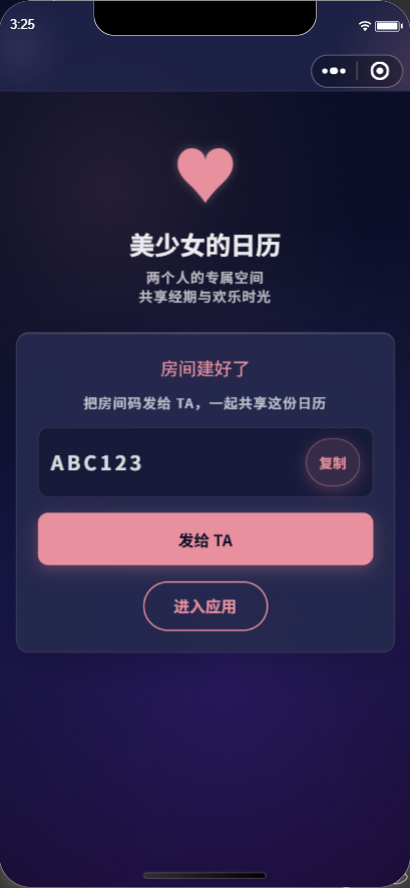 3:25
美少女的日历
两个人的专属空间
共享经期与欢乐时光
房间建好了
把房间码发给 TA，一起共享这份日历
ABC123
复制
发给 TA
进入应用